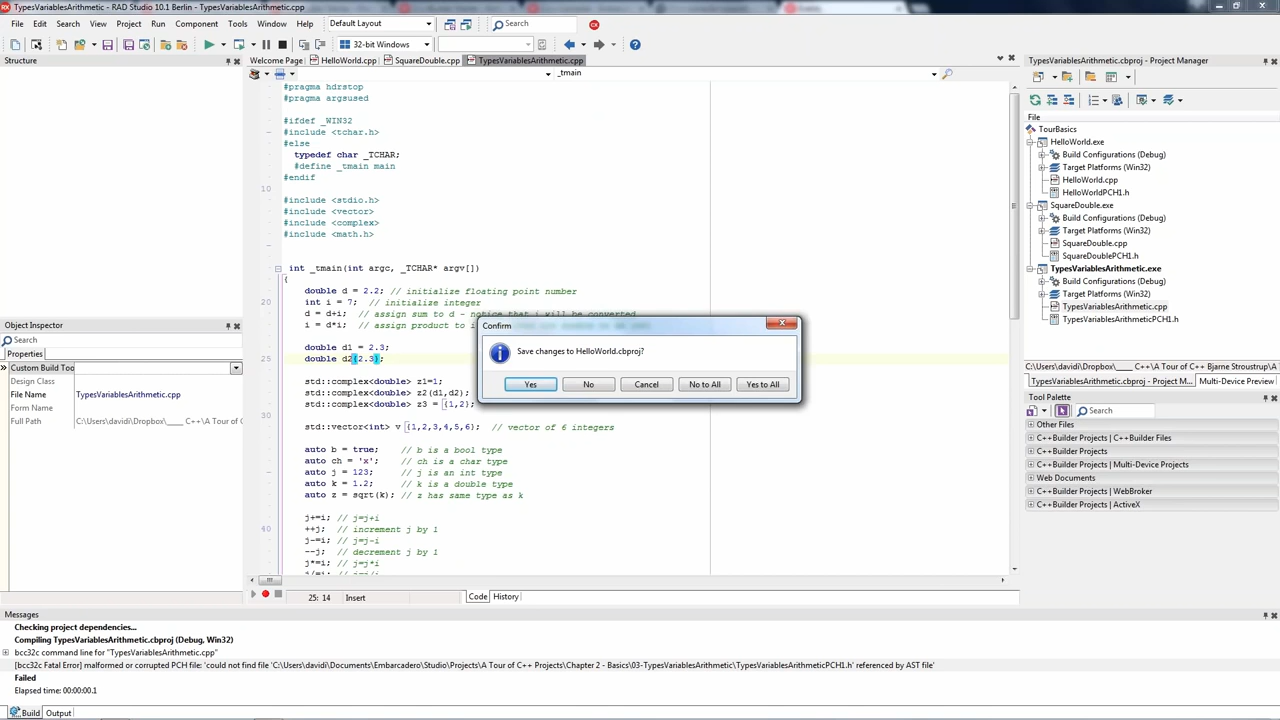 TypesVariablesArithmetic - RAD Studio 10.1 Berlin - TypesVariablesArithmetic.cpp
File Edit Search View Project Run Component Tools Window Help Default Layout Search
32-bit Windows
Structure
Welcome Page HelloWorld.cpp SquareDouble.cpp TypesVariablesArithmetic.cpp
_tmain
#pragma hdrstop
#pragma argsused
#ifdef _WIN32
#include <tchar.h>
#else
typedef char _TCHAR;
#define _tmain main
#endif
10
#include <stdio.h>
#include <vector>
#include <complex>
#include <math.h>
int _tmain(int argc, _TCHAR* argv[])
{
double d = 2.2; // initialize floating point number
20 int i = 7; // initialize integer
d = d+i; // assign sum to d - notice that i will be converted
i = d*i; // assign product to i
double d1 = 2.3;
25 double d2{2.3};
std::complex<double> z1=1;
std::complex<double> z2(d1,d2);
std::complex<double> z3 = {1,2};
30
std::vector<int> v {1,2,3,4,5,6}; // vector of 6 integers
auto b = true; // b is a bool type
auto ch = 'x'; // ch is a char type
auto j = 123; // j is an int type
auto k = 1.2; // k is a double type
auto z = sqrt(k); // z has same type as k
j+=i; // j=j+i
40 ++j; // increment j by 1
j-=i; // j=j-i
--j; // decrement j by 1
j*=i; // j=j*i
j/=i; // j=j/i
25: 14 Insert Code History
Confirm
Save changes to HelloWorld.cbproj?
Yes No Cancel No to All Yes to All
Object Inspector
Search
Properties
Custom Build Too
Design Class
File Name TypesVariablesArithmetic.cpp
Form Name
Full Path C:\Users\davidi\Dropbox\____ C++\A Tour of C
TypesVariablesArithmetic.cbproj - Project Manager
File
TourBasics
HelloWorld.exe
Build Configurations (Debug)
Target Platforms (Win32)
HelloWorld.cpp
HelloWorldPCH1.h
SquareDouble.exe
Build Configurations (Debug)
Target Platforms (Win32)
SquareDouble.cpp
SquareDoublePCH1.h
TypesVariablesArithmetic.exe
Build Configurations (Debug)
Target Platforms (Win32)
TypesVariablesArithmetic.cpp
TypesVariablesArithmeticPCH1.h
C:\Users\davidi\Dropbox\____ C++\A Tour of C++ Bjarne Stroustrup\
TypesVariablesArithmetic.cbproj - Project M... Multi-Device Preview
Tool Palette
Search
Other Files
C++Builder Projects | C++Builder Files
C++Builder Projects
C++Builder Projects | Multi-Device Projects
Web Documents
C++Builder Projects | WebBroker
C++Builder Projects | ActiveX
Messages
Checking project dependencies...
Compiling TypesVariablesArithmetic.cbproj (Debug, Win32)
bcc32c command line for "TypesVariablesArithmetic.cpp"
[bcc32c Fatal Error] malformed or corrupted PCH file: 'could not find file 'C:\Users\davidi\Documents\Embarcadero\Studio\Projects\A Tour of C++ Projects\Chapter 2 - Basics\03-TypesVariablesArithmetic\TypesVariablesArithmeticPCH1.h' referenced by AST file'
Failed
Elapsed time: 00:00:00.1
Build Output